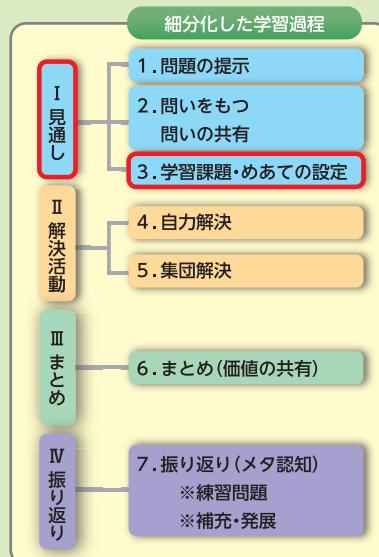 細分化した学習過程
Ⅰ見通し
1.問題の提示
2.問いをもつ
問いの共有
3.学習課題・めあての設定
Ⅱ解決活動
4.自力解決
5.集団解決
Ⅲまとめ
6.まとめ(価値の共有)
Ⅳ振り返り
7.振り返り(メタ認知)
※練習問題
※補充・発展